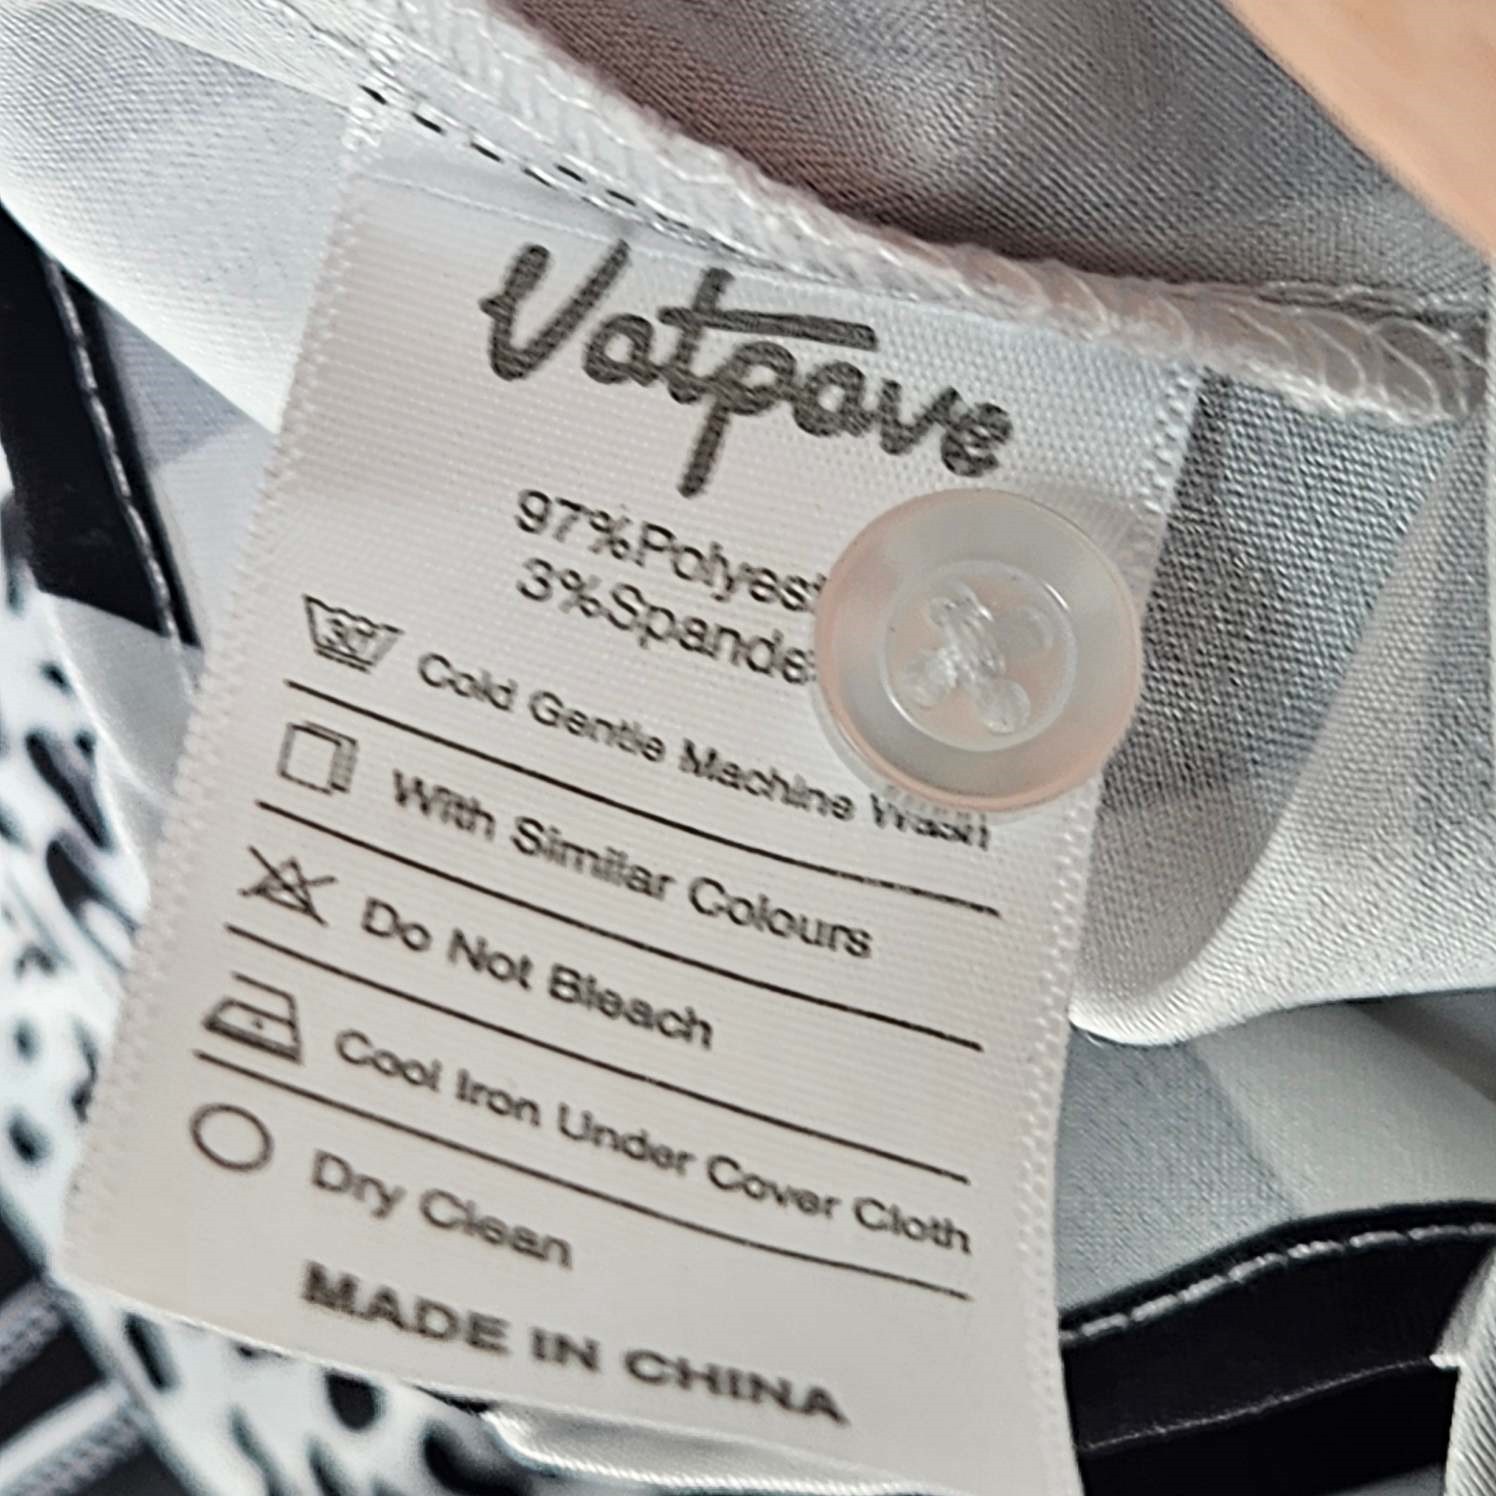 Vatpave
97%Polyest
3%Spande
30 Cold Gentle Machine Wash
With Similar Colours
Do Not Bleach
Cool Iron Under Cover Cloth
Dry Clean
MADE IN CHINA